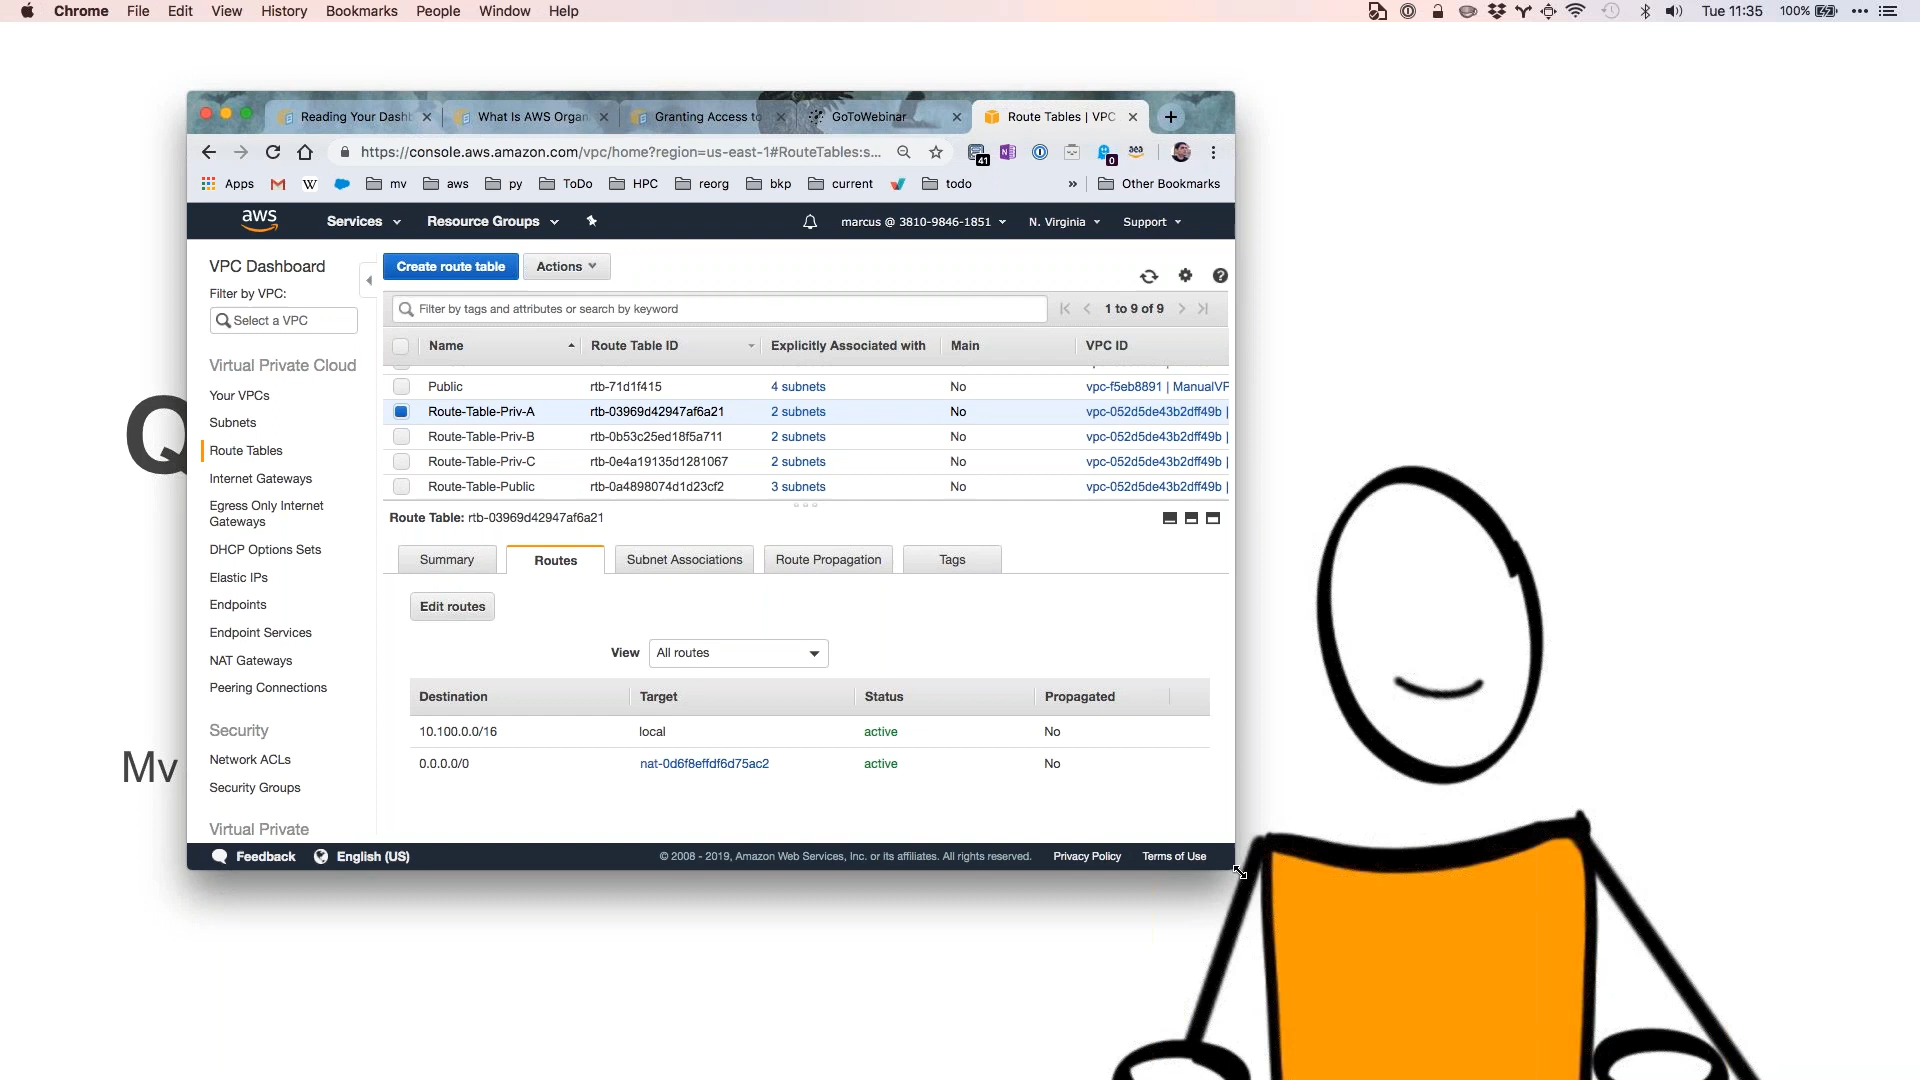 Chrome File Edit View History Bookmarks People Window Help Tue 11:35 100%
Reading Your Dashb What Is AWS Organ Granting Access to GoToWebinar Route Tables | VPC
https://console.aws.amazon.com/vpc/home?region=us-east-1#RouteTables:s... 41 0
Apps W mv aws py ToDo HPC reorg bkp current todo » Other Bookmarks
aws Services Resource Groups marcus @ 3810-9846-1851 N. Virginia Support
VPC Dashboard
Filter by VPC:
Select a VPC
Virtual Private Cloud
Your VPCs
Subnets
Route Tables
Internet Gateways
Egress Only Internet
Gateways
DHCP Options Sets
Elastic IPs
Endpoints
Endpoint Services
NAT Gateways
Peering Connections
Security
Network ACLs
Security Groups
Virtual Private
Create route table Actions
Filter by tags and attributes or search by keyword 1 to 9 of 9
Name Route Table ID Explicitly Associated with Main VPC ID
Public rtb-71d1f415 4 subnets No vpc-f5eb8891 | ManualVP
Route-Table-Priv-A rtb-03969d42947af6a21 2 subnets No vpc-052d5de43b2dff49b |
Route-Table-Priv-B rtb-0b53c25ed18f5a711 2 subnets No vpc-052d5de43b2dff49b |
Route-Table-Priv-C rtb-0e4a19135d1281067 2 subnets No vpc-052d5de43b2dff49b |
Route-Table-Public rtb-0a4898074d1d23cf2 3 subnets No vpc-052d5de43b2dff49b |
Route Table: rtb-03969d42947af6a21
Summary Routes Subnet Associations Route Propagation Tags
Edit routes
View All routes
Destination Target Status Propagated
10.100.0.0/16 local active No
0.0.0.0/0 nat-0d6f8effdf6d75ac2 active No
Feedback English (US) © 2008 - 2019, Amazon Web Services, Inc. or its affiliates. All rights reserved. Privacy Policy Terms of Use
Q
Mv